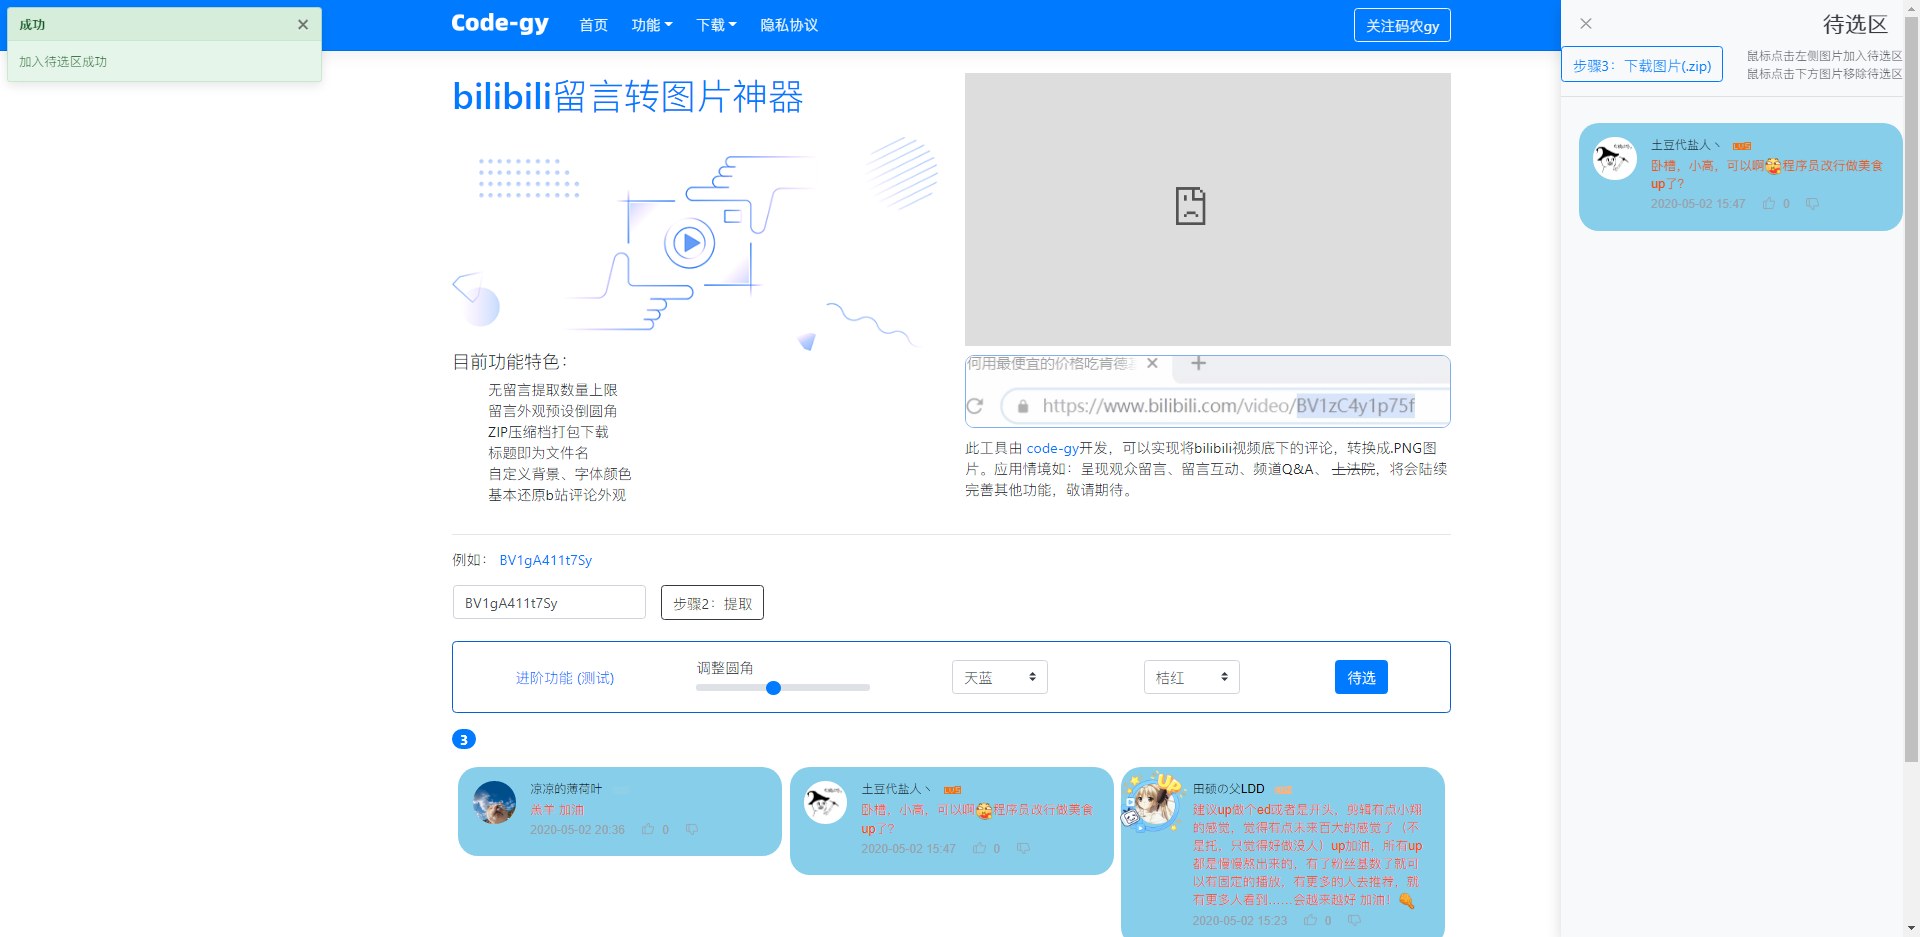 成功
加入待选区成功
Code-gy 首页 功能 下载 隐私协议 关注码农gy
待选区
步骤3：下载图片(.zip)
鼠标点击左侧图片加入待选区
鼠标点击下方图片移除待选区
土豆代盐人丶 LV5
卧槽，小高，可以啊程序员改行做美食
up了？
2020-05-02 15:47 0
bilibili留言转图片神器
目前功能特色：
无留言提取数量上限
留言外观预设倒圆角
ZIP压缩档打包下载
标题即为文件名
自定义背景、字体颜色
基本还原b站评论外观
何用最便宜的价格吃肯德
https://www.bilibili.com/video/BV1zC4y1p75f
此工具由 code-gy开发，可以实现将bilibili视频底下的评论，转换成.PNG图
片。应用情境如：呈现观众留言、留言互动、频道Q&A、 上法院，将会陆续
完善其他功能，敬请期待。
例如： BV1gA411t7Sy
BV1gA411t7Sy 步骤2：提取
进阶功能 (测试) 调整圆角 天蓝 桔红 待选
3
凉凉的薄荷叶
羔羊 加油
2020-05-02 20:36 0
土豆代盐人丶 LV5
卧槽，小高，可以啊程序员改行做美食
up了？
2020-05-02 15:47 0
田硕の父LDD
建议up做个ed或者是开头，剪辑有点小翔
的感觉，觉得有点未来百大的感觉了（不
是托，只觉得好做没人）up加油，所有up
都是慢慢熬出来的，有了粉丝基数了就可
以有固定的播放，有更多的人去推荐，就
有更多人看到……会越来越好 加油！
2020-05-02 15:23 0